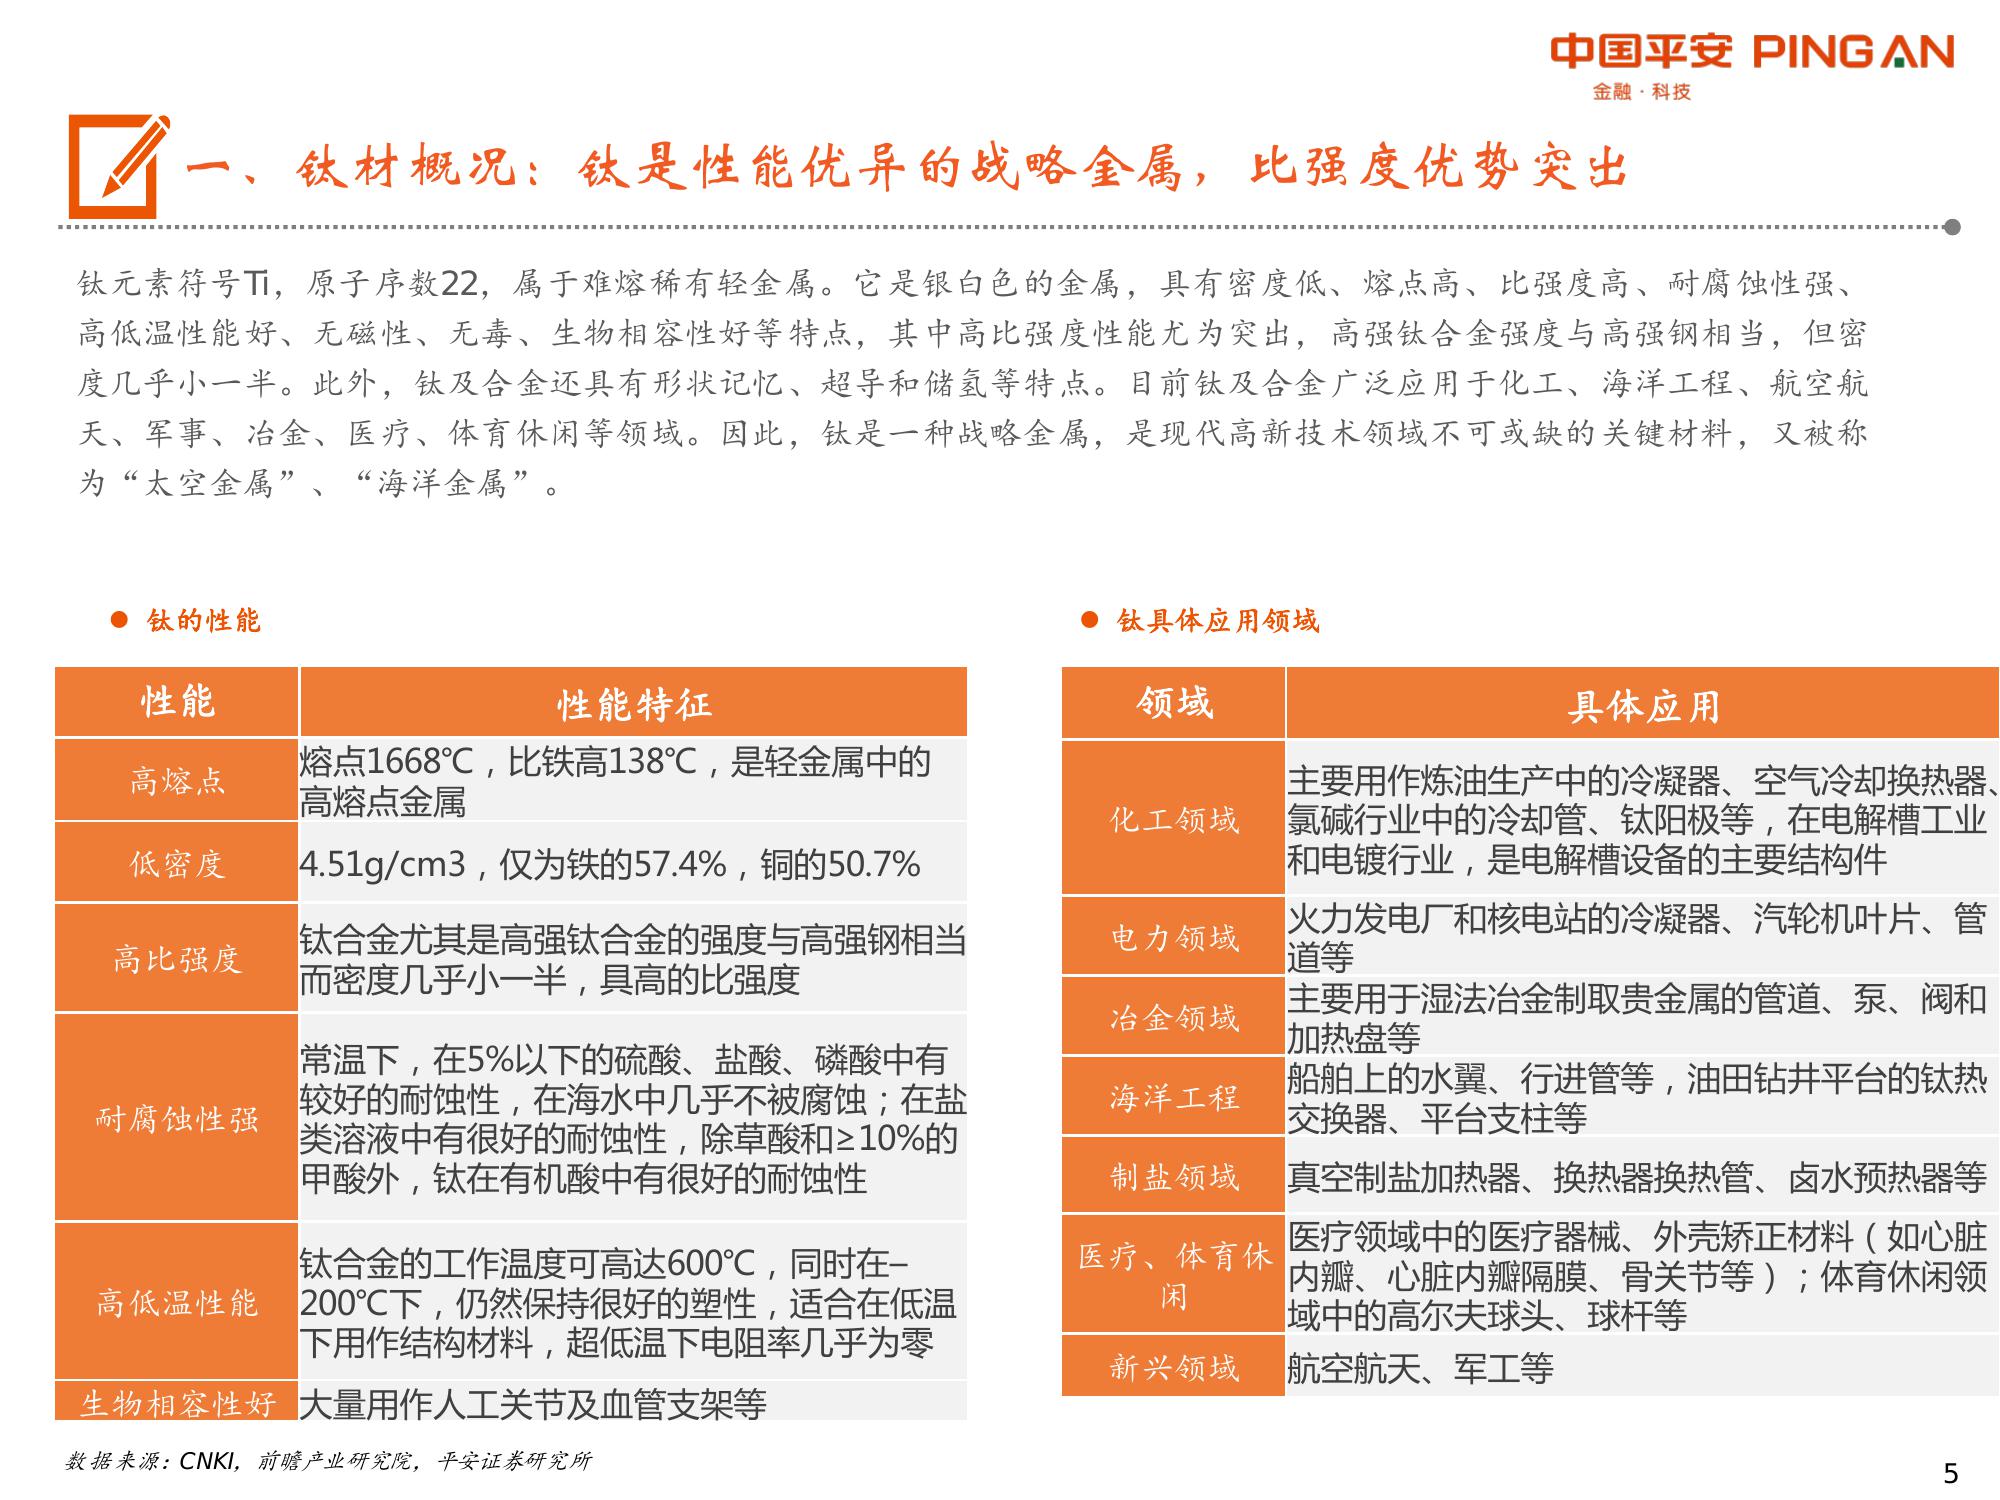 中国平安 PING AN
金融·科技
一、钛材概况：钛是性能优异的战略金属，比强度优势突出
钛元素符号Ti，原子序数22，属于难熔稀有轻金属。它是银白色的金属，具有密度低、熔点高、比强度高、耐腐蚀性强、
高低温性能好、无磁性、无毒、生物相容性好等特点，其中高比强度性能尤为突出，高强钛合金强度与高强钢相当，但密
度几乎小一半。此外，钛及合金还具有形状记忆、超导和储氢等特点。目前钛及合金广泛应用于化工、海洋工程、航空航
天、军事、冶金、医疗、体育休闲等领域。因此，钛是一种战略金属，是现代高新技术领域不可或缺的关键材料，又被称
为“太空金属”、“海洋金属”。
钛的性能
性能
性能特征
高熔点
熔点1668℃，比铁高138℃，是轻金属中的
高熔点金属
低密度
4.51g/cm3，仅为铁的57.4%，铜的50.7%
高比强度
钛合金尤其是高强钛合金的强度与高强钢相当
而密度几乎小一半，具高的比强度
耐腐蚀性强
常温下，在5%以下的硫酸、盐酸、磷酸中有
较好的耐蚀性，在海水中几乎不被腐蚀；在盐
类溶液中有很好的耐蚀性，除草酸和≥10%的
甲酸外，钛在有机酸中有很好的耐蚀性
高低温性能
钛合金的工作温度可高达600℃，同时在–
200℃下，仍然保持很好的塑性，适合在低温
下用作结构材料，超低温下电阻率几乎为零
生物相容性好
大量用作人工关节及血管支架等
钛具体应用领域
领域
具体应用
化工领域
主要用作炼油生产中的冷凝器、空气冷却换热器、
氯碱行业中的冷却管、钛阳极等，在电解槽工业
和电镀行业，是电解槽设备的主要结构件
电力领域
火力发电厂和核电站的冷凝器、汽轮机叶片、管
道等
冶金领域
主要用于湿法冶金制取贵金属的管道、泵、阀和
加热盘等
海洋工程
船舶上的水翼、行进管等，油田钻井平台的钛热
交换器、平台支柱等
制盐领域
真空制盐加热器、换热器换热管、卤水预热器等
医疗、体育休
闲
医疗领域中的医疗器械、外壳矫正材料（如心脏
内瓣、心脏内瓣隔膜、骨关节等）；体育休闲领
域中的高尔夫球头、球杆等
新兴领域
航空航天、军工等
数据来源：CNKI，前瞻产业研究院，平安证券研究所
5